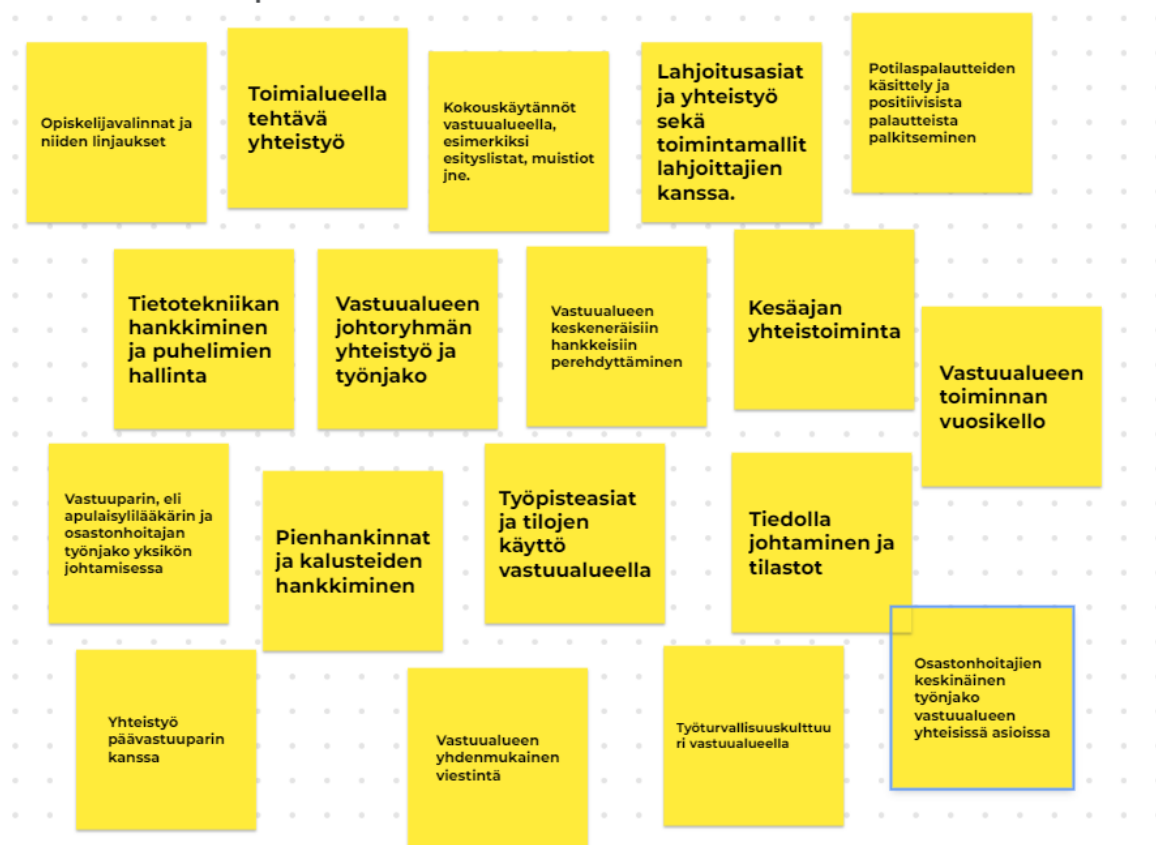 Opiskelijavalinnat ja
niiden linjaukset
Toimialueella
tehtävä
yhteistyö
Kokouskäytännöt
vastuualueella,
esimerkiksi
esityslistat, muistiot
jne.
Lahjoitusasiat
ja yhteistyö
sekä
toimintamallit
lahjoittajien
kanssa.
Potilaspalautteiden
käsittely ja
positiivisista
palautteista
palkitseminen
Tietotekniikan
hankkiminen
ja puhelimien
hallinta
Vastuualueen
johtoryhmän
yhteistyö ja
työnjako
Vastuualueen
keskeneräisiin
hankkeisiin
perehdyttäminen
Kesäajan
yhteistoiminta
Vastuualueen
toiminnan
vuosikello
Vastuuparin, eli
apulaisylilääkärin ja
osastonhoitajan
työnjako yksikön
johtamisessa
Pienhankinnat
ja kalusteiden
hankkiminen
Työpisteasiat
ja tilojen
käyttö
vastuualueella
Tiedolla
johtaminen ja
tilastot
Osastonhoitajien
keskinäinen
työnjako
vastuualueen
yhteisissä asioissa
Yhteistyö
päävastuuparin
kanssa
Vastuualueen
yhdenmukainen
viestintä
Työturvallisuuskulttuu
ri vastuualueella